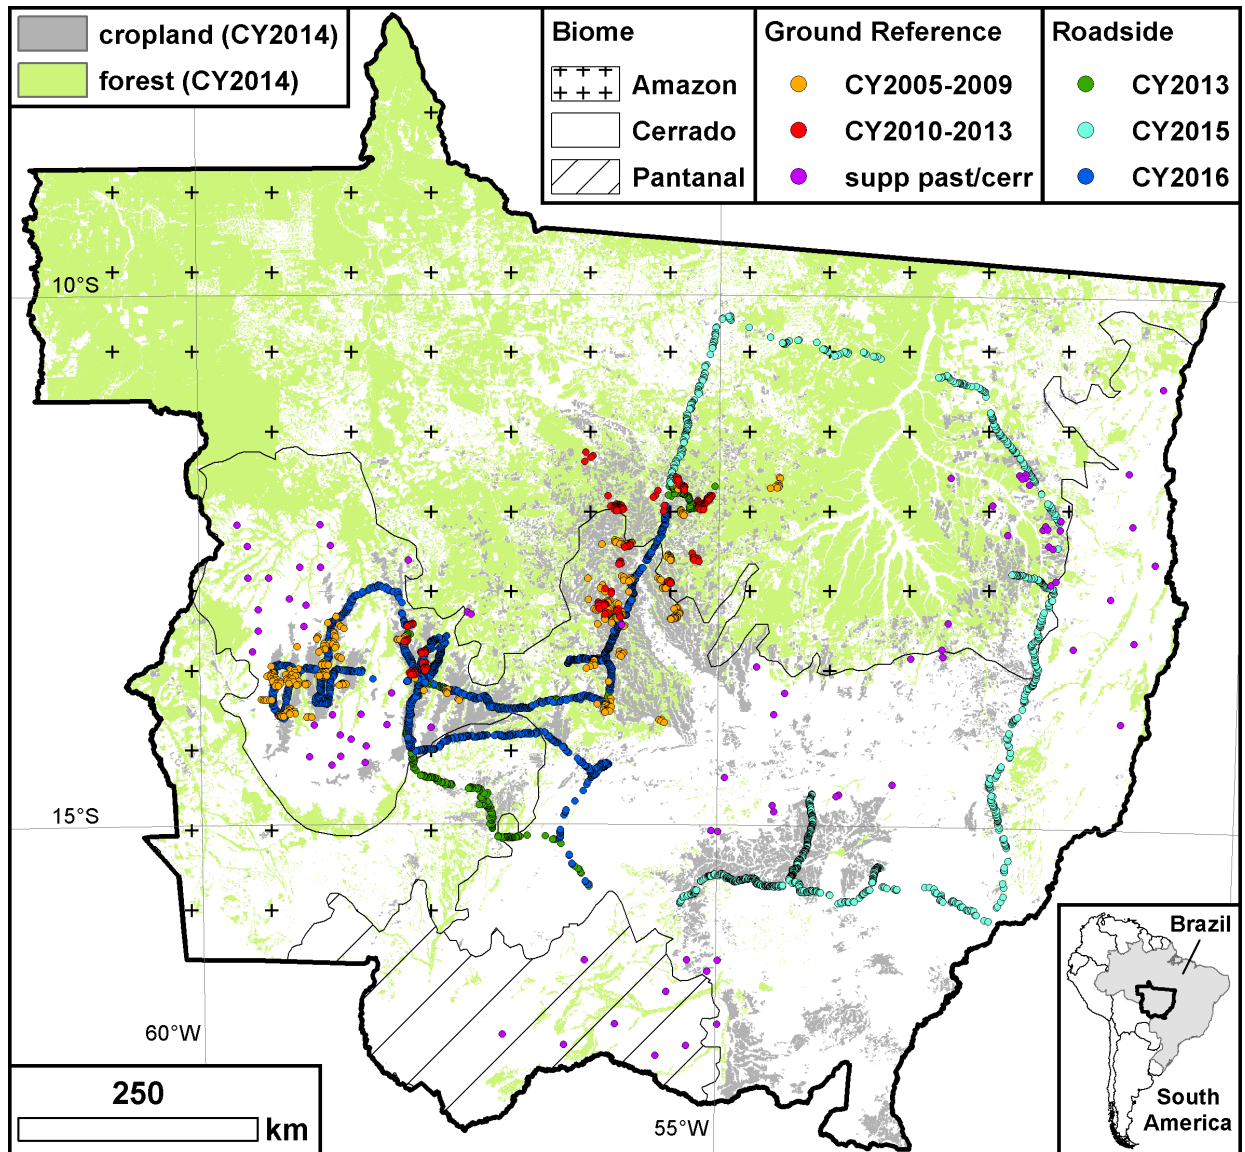 cropland (CY2014)
forest (CY2014)
Biome
Amazon
Cerrado
Pantanal
Ground Reference
CY2005-2009
CY2010-2013
supp past/cerr
Roadside
CY2013
CY2015
CY2016
10°S
15°S
60°W
55°W
250
km
Brazil
South
America